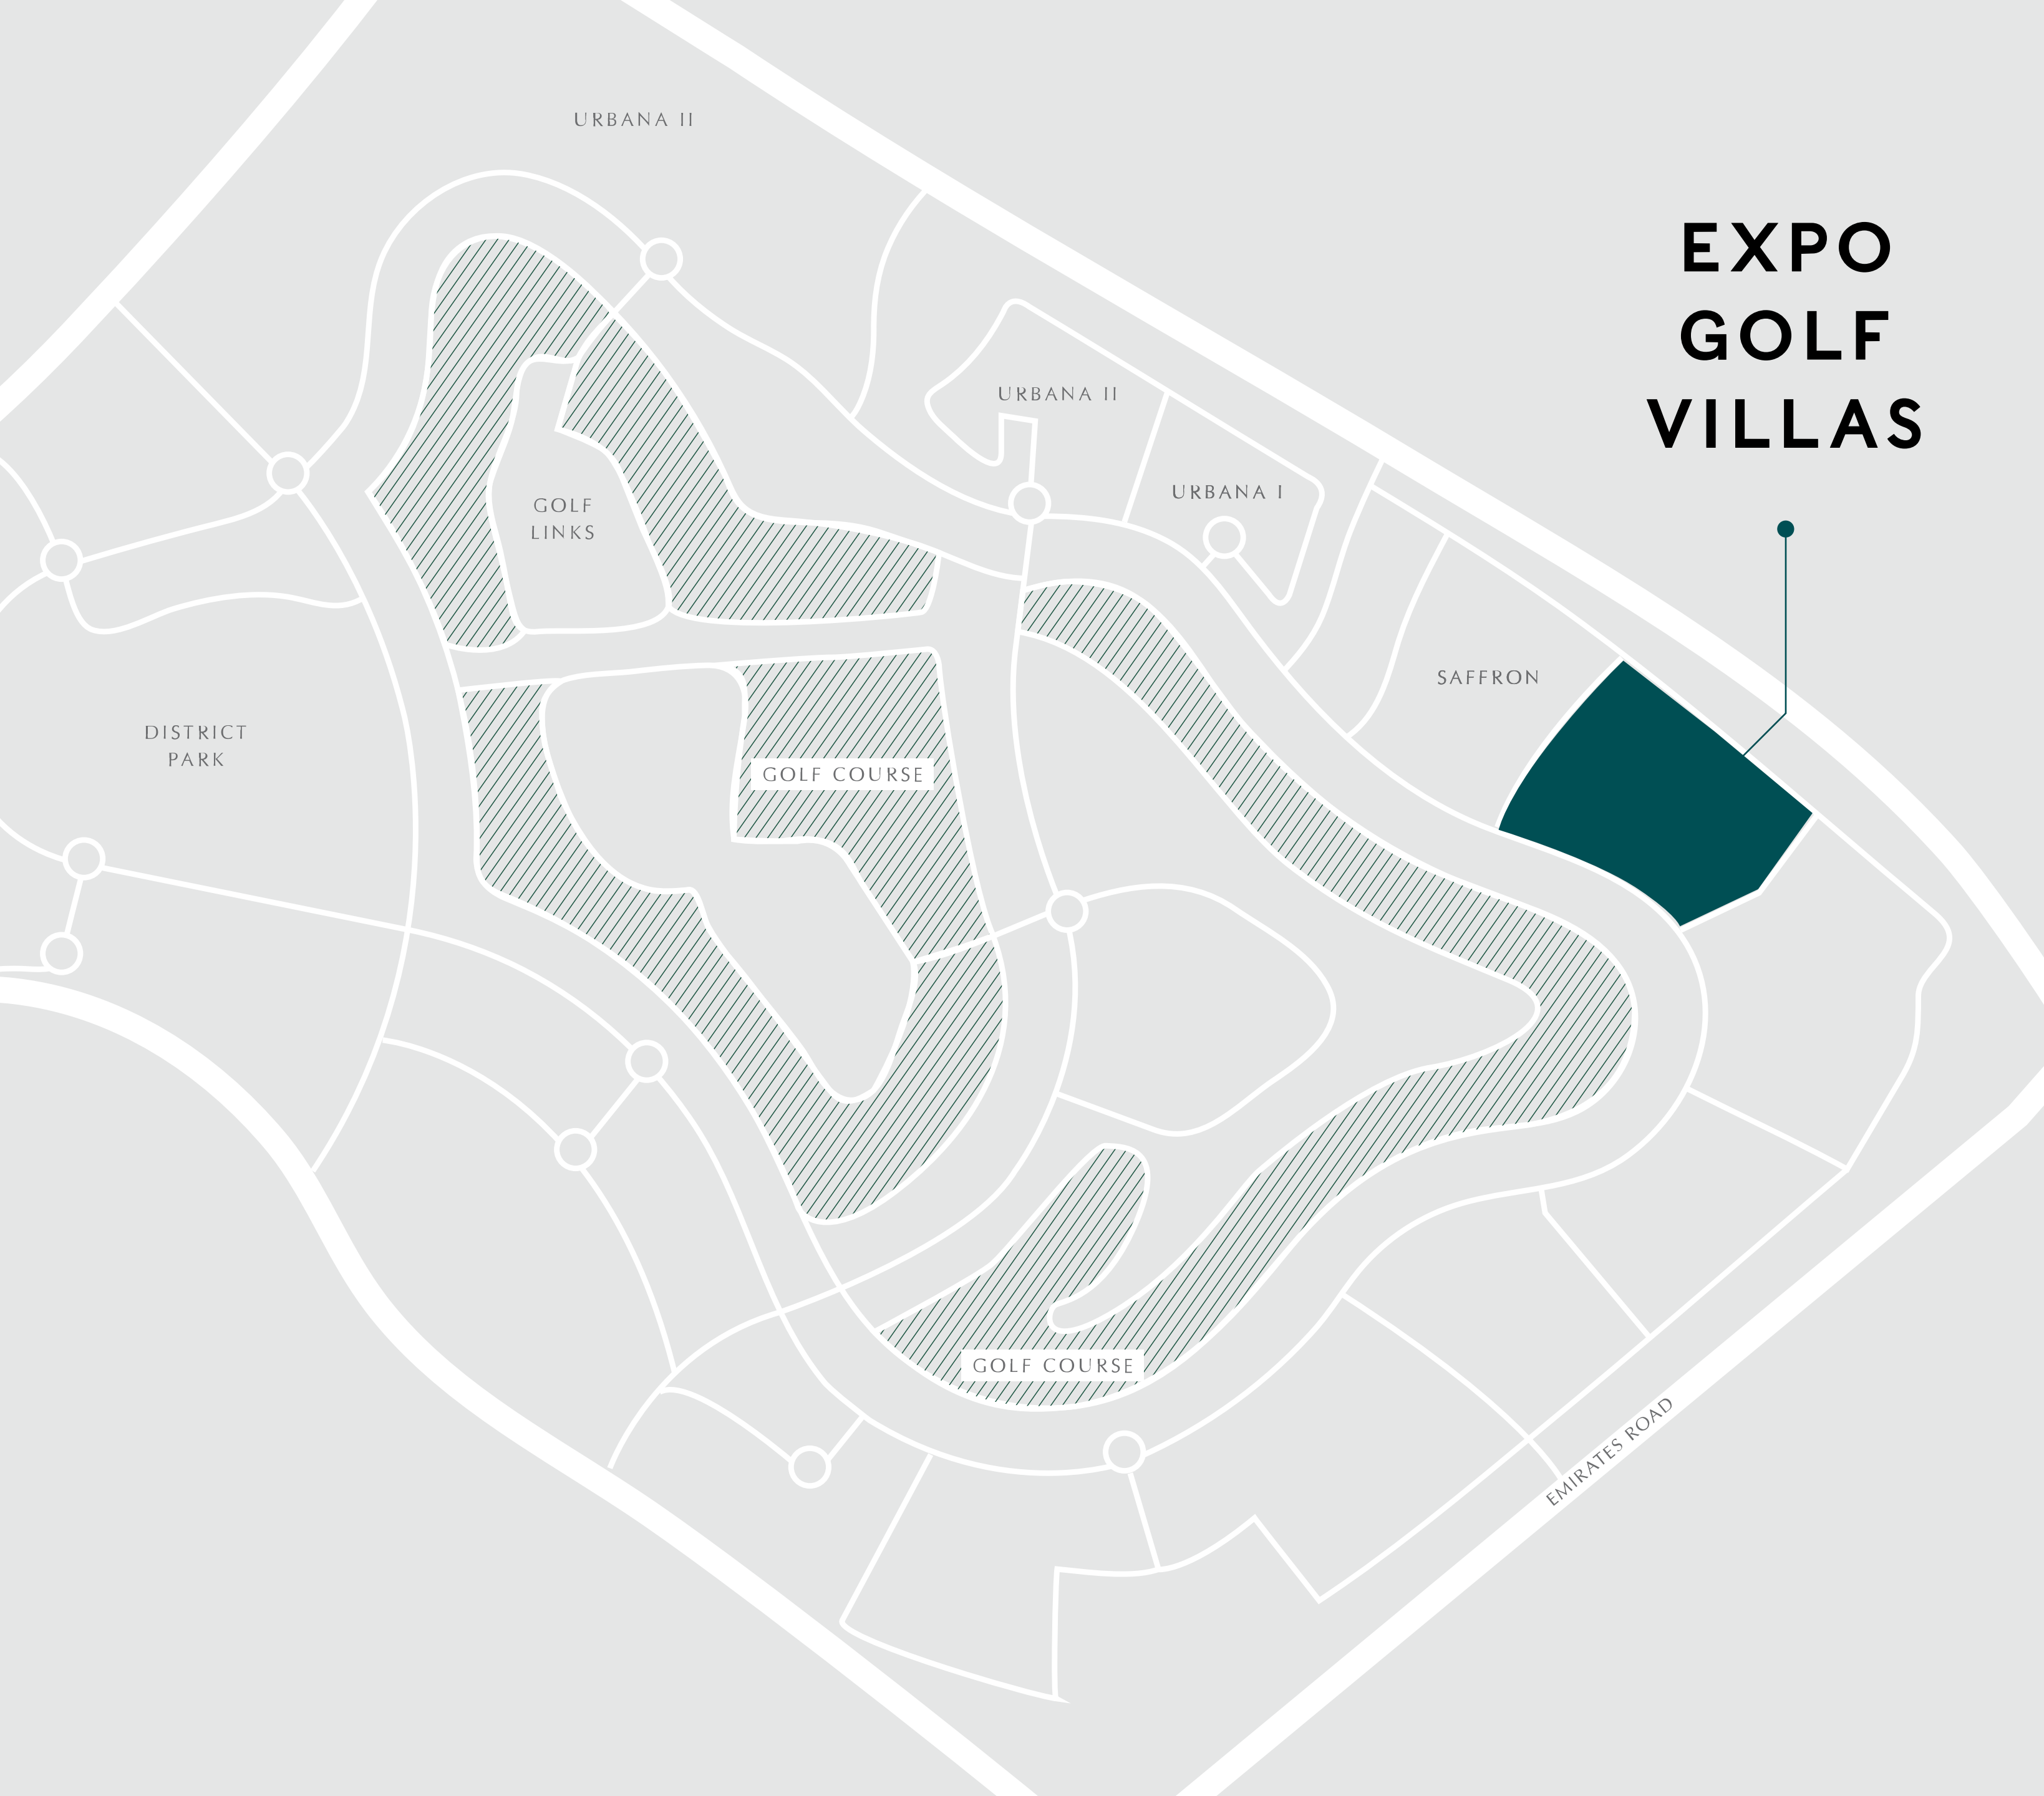 URBANA II
EXPO
GOLF
VILLAS
URBANA II
URBANA I
GOLF
LINKS
SAFFRON
DISTRICT
PARK
GOLF COURSE
GOLF COURSE
EMIRATES ROAD